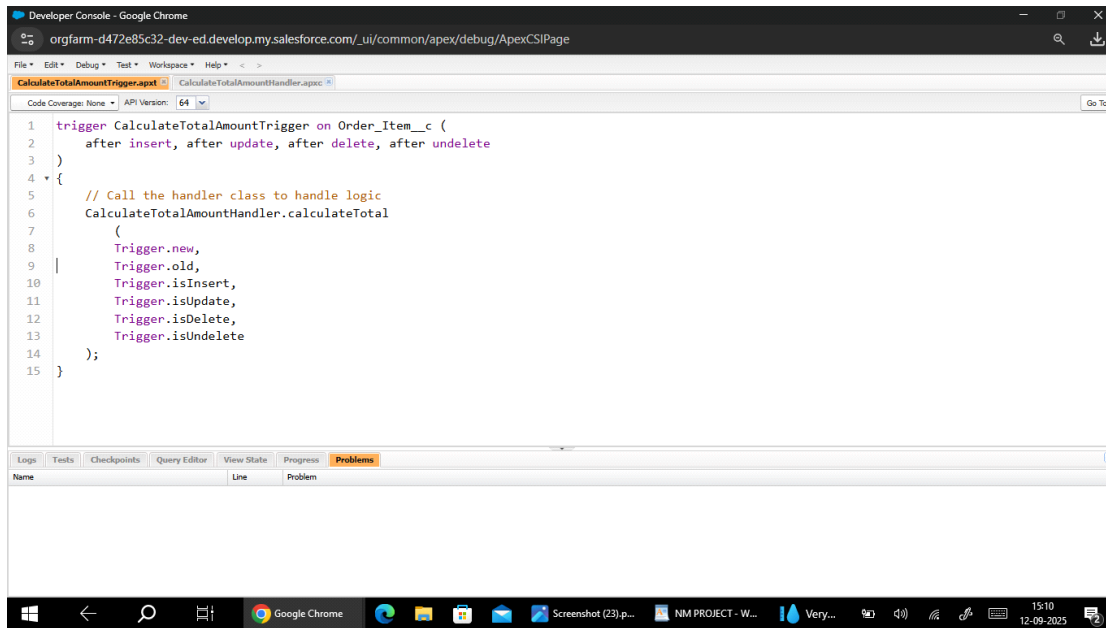 Developer Console - Google Chrome
orgfarm-d472e85c32-dev-ed.develop.my.salesforce.com/_ui/common/apex/debug/ApexCSIPage
File Edit Debug Test Workspace Help < >
CalculateTotalAmountTrigger.apxt CalculateTotalAmountHandler.apxc
Code Coverage: None API Version: 64 Go To
1 trigger CalculateTotalAmountTrigger on Order_Item__c (
2 after insert, after update, after delete, after undelete
3 )
4 {
5 // Call the handler class to handle logic
6 CalculateTotalAmountHandler.calculateTotal
7 (
8 Trigger.new,
9 Trigger.old,
10 Trigger.isInsert,
11 Trigger.isUpdate,
12 Trigger.isDelete,
13 Trigger.isUndelete
14 );
15 }
Logs Tests Checkpoints Query Editor View State Progress Problems
Name Line Problem
Google Chrome Screenshot (23).p... NM PROJECT - W... Very... 15:10
12-09-2025 2